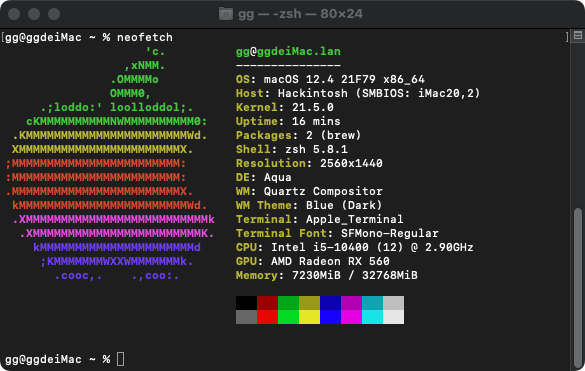 gg — -zsh — 80×24
[gg@ggdeiMac ~ % neofetch ]
'c.
,xNMM.
.OMMMMo
OMMM0,
.;loddo:' loolloddol;.
cKMMMMMMMMMMNWMMMMMMMMMM0:
.KMMMMMMMMMMMMMMMMMMMMMMMWd.
XMMMMMMMMMMMMMMMMMMMMMMMX.
;MMMMMMMMMMMMMMMMMMMMMMMM:
:MMMMMMMMMMMMMMMMMMMMMMMM:
.MMMMMMMMMMMMMMMMMMMMMMMMX.
kMMMMMMMMMMMMMMMMMMMMMMMMWd.
.XMMMMMMMMMMMMMMMMMMMMMMMMMMk
.XMMMMMMMMMMMMMMMMMMMMMMMMK.
kMMMMMMMMMMMMMMMMMMMMMMd
;KMMMMMMMWXXWMMMMMMMk.
.cooc,. .,coo:.
gg@ggdeiMac.lan
---------------
OS: macOS 12.4 21F79 x86_64
Host: Hackintosh (SMBIOS: iMac20,2)
Kernel: 21.5.0
Uptime: 16 mins
Packages: 2 (brew)
Shell: zsh 5.8.1
Resolution: 2560x1440
DE: Aqua
WM: Quartz Compositor
WM Theme: Blue (Dark)
Terminal: Apple_Terminal
Terminal Font: SFMono-Regular
CPU: Intel i5-10400 (12) @ 2.90GHz
GPU: AMD Radeon RX 560
Memory: 7230MiB / 32768MiB
gg@ggdeiMac ~ %